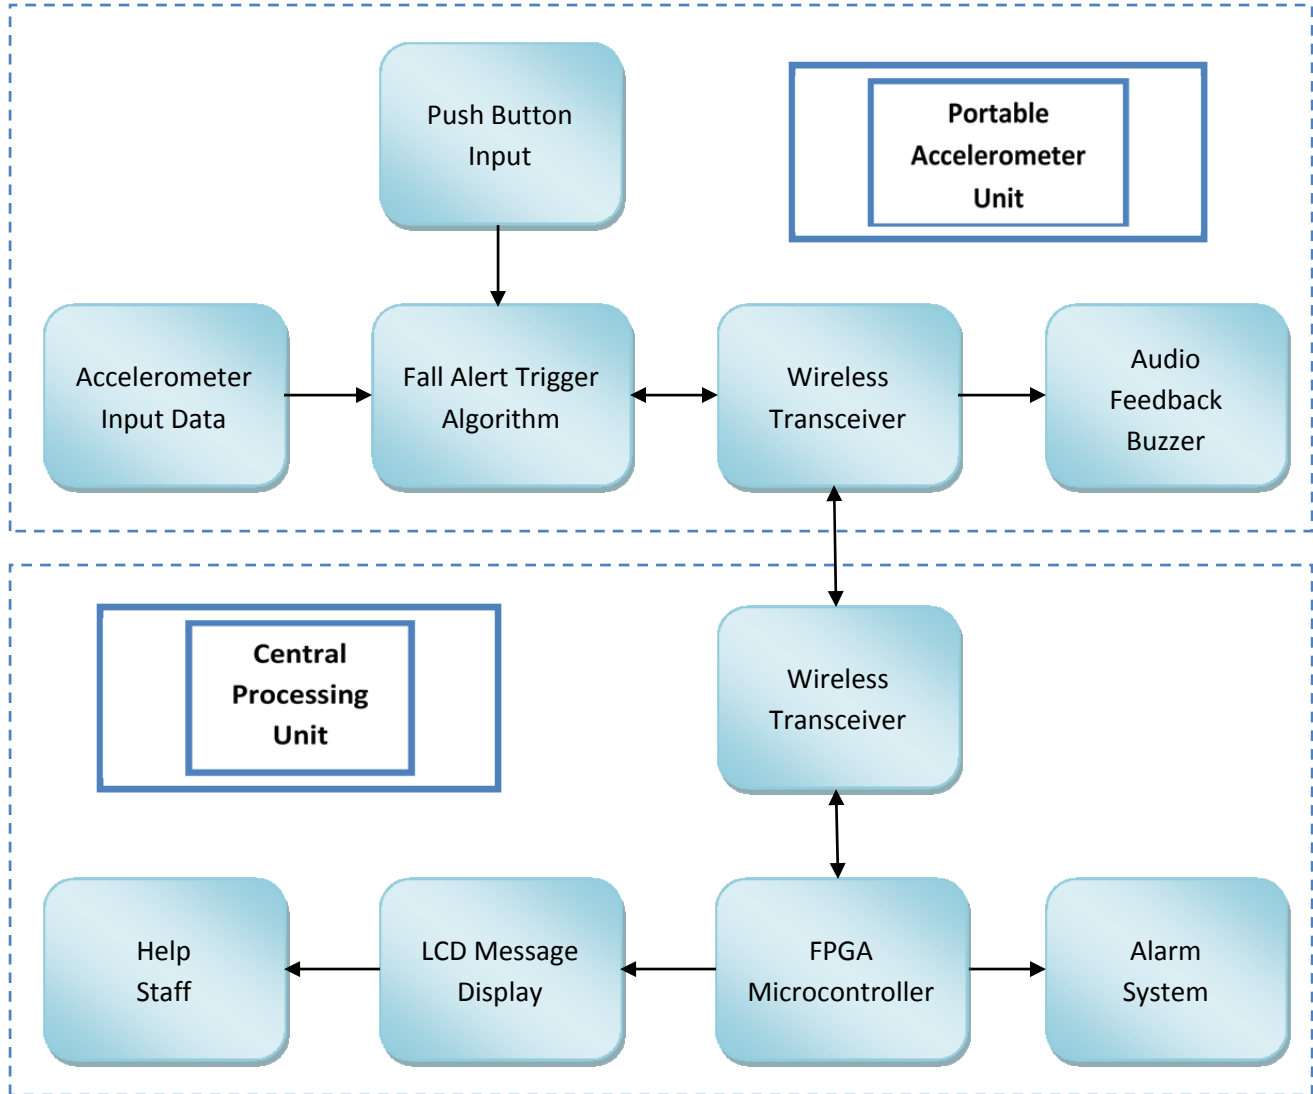 Push Button
Input
Portable
Accelerometer
Unit
Accelerometer
Input Data
Fall Alert Trigger
Algorithm
Wireless
Transceiver
Audio
Feedback
Buzzer
Central
Processing
Unit
Wireless
Transceiver
Help
Staff
LCD Message
Display
FPGA
Microcontroller
Alarm
System